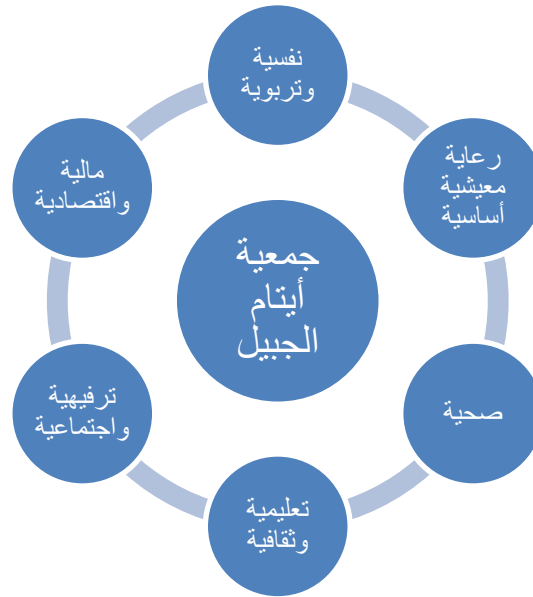 نفسية
وتربوية
رعاية
معيشية
أساسية
صحية
تعليمية
وثقافية
ترفيهية
واجتماعية
مالية
واقتصادية
جمعية
أيتام
الجبيل